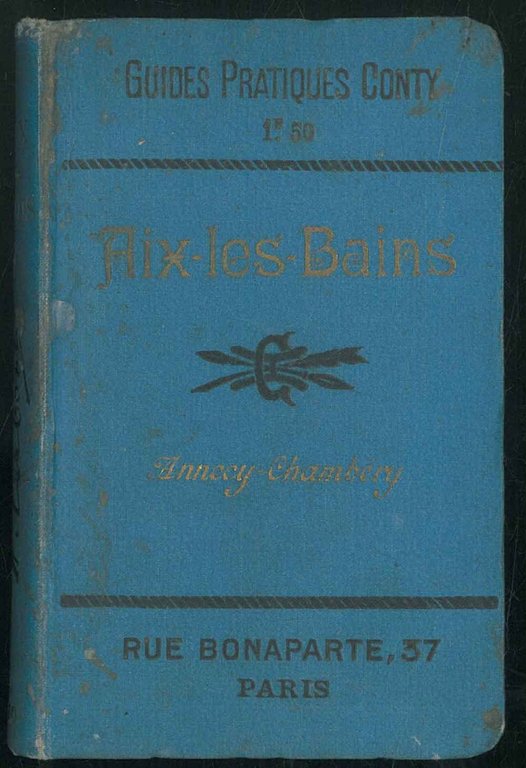 GUIDES PRATIQUES CONTY
1F 50
Aix-les-Bains
Annecy-Chambéry
RUE BONAPARTE, 37
PARIS